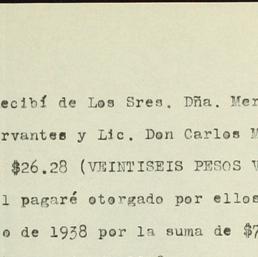 ecibí de Los Sres. Dña. Mer
rvantes y Lic. Don Carlos M
$26.28 (VEINTISEIS PESOS V
l pagaré otorgado por ellos
o de 1938 por la suma de $7